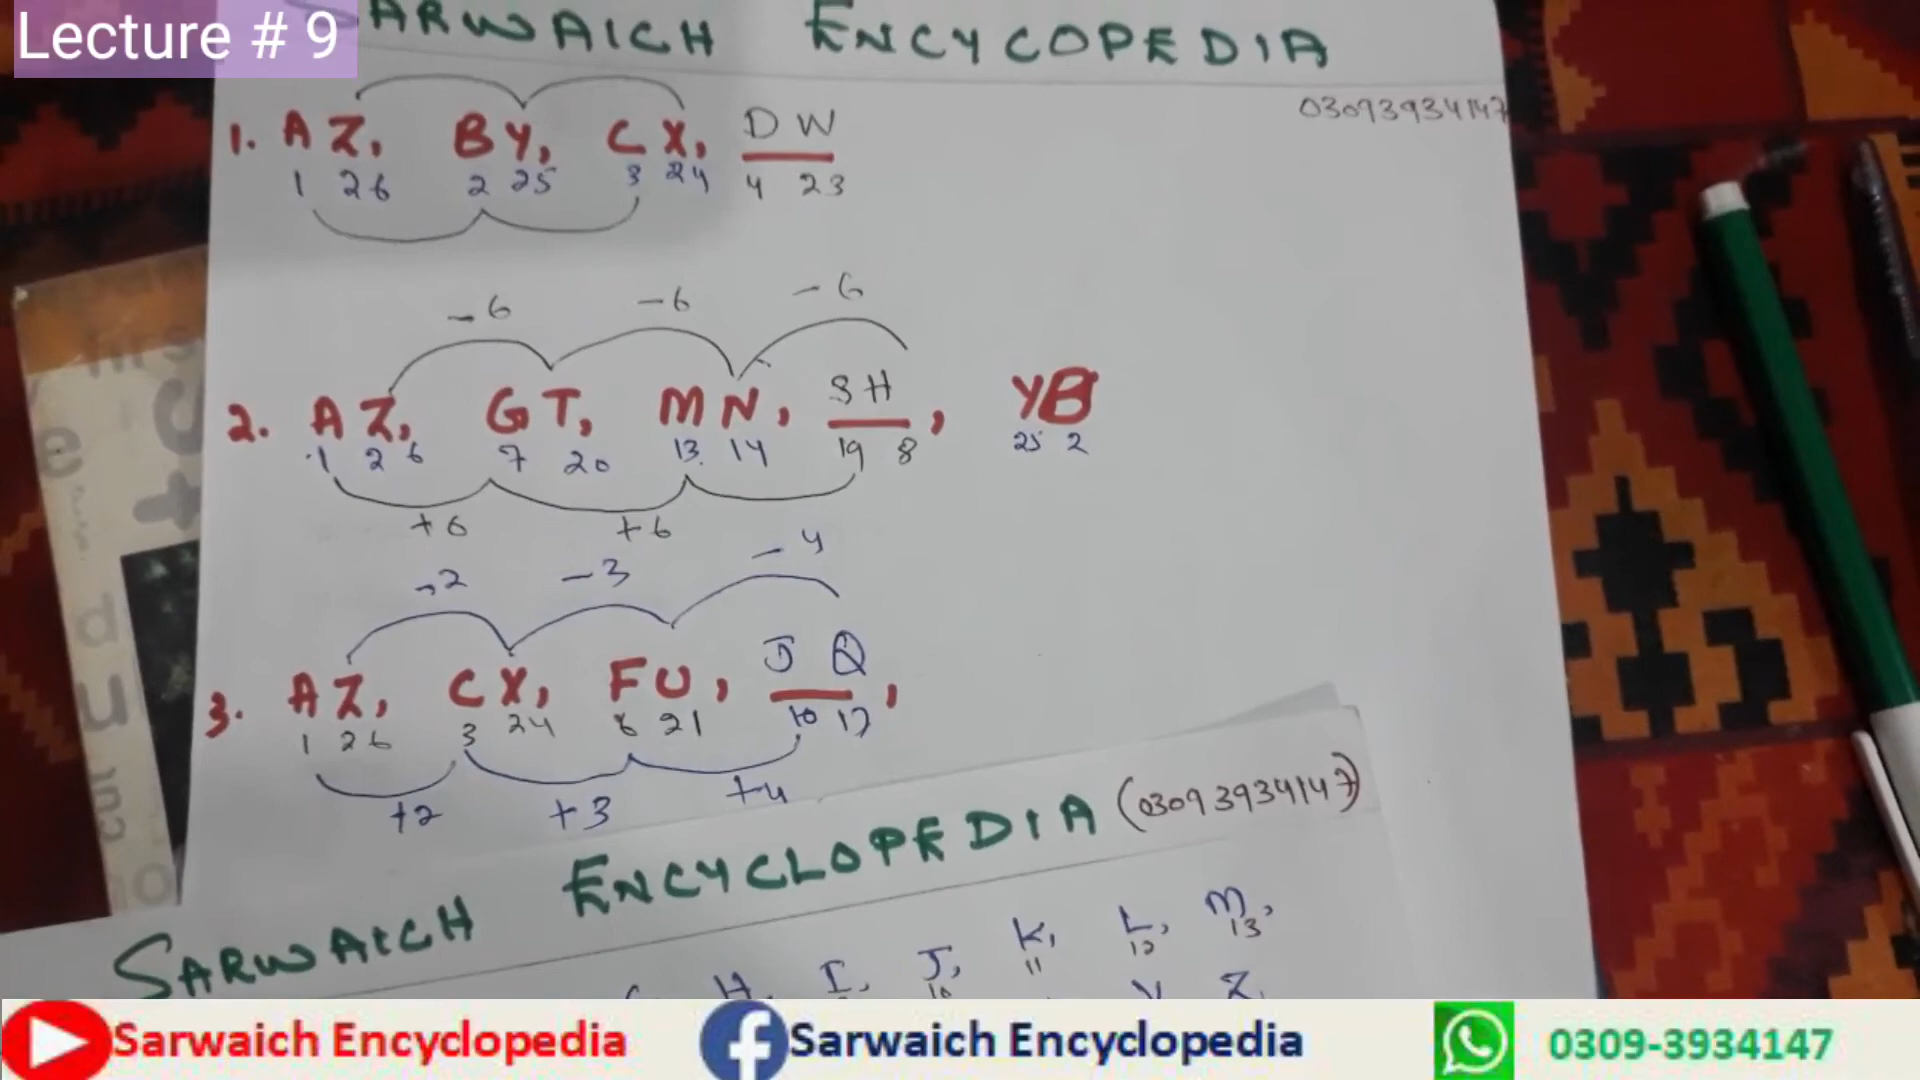 Lecture # 9
SARWAICH ENCYCOPEDIA
03093934147
1. AZ, BY, CX, DW
1 26 2 25 3 24 4 23
-6 -6 -6
2. AZ, GT, MN, SH, YB
1 26 7 20 13 14 19 8 25 2
+6 +6
-2 -3 -4
3. AZ, CX, FU, JQ,
1 26 3 24 6 21 10 17
+2 +3 +4
SARWAICH ENCYCLOPEDIA (03093934147)
H, I, J, K, L, M,
10 11 12 13
Z,
Sarwaich Encyclopedia Sarwaich Encyclopedia 0309-3934147